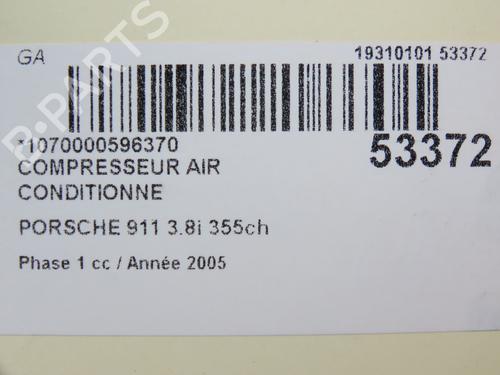 GA 19310101 53372
*1070000596370 53372
COMPRESSEUR AIR
CONDITIONNE
PORSCHE 911 3.8i 355ch
Phase 1 cc / Année 2005
B-PARTS